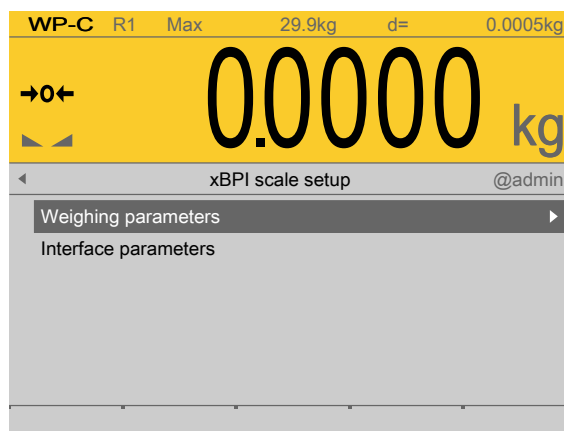 WP-C R1 Max 29.9kg d= 0.0005kg
→0←
0.0000 kg
xBPI scale setup @admin
Weighing parameters
Interface parameters